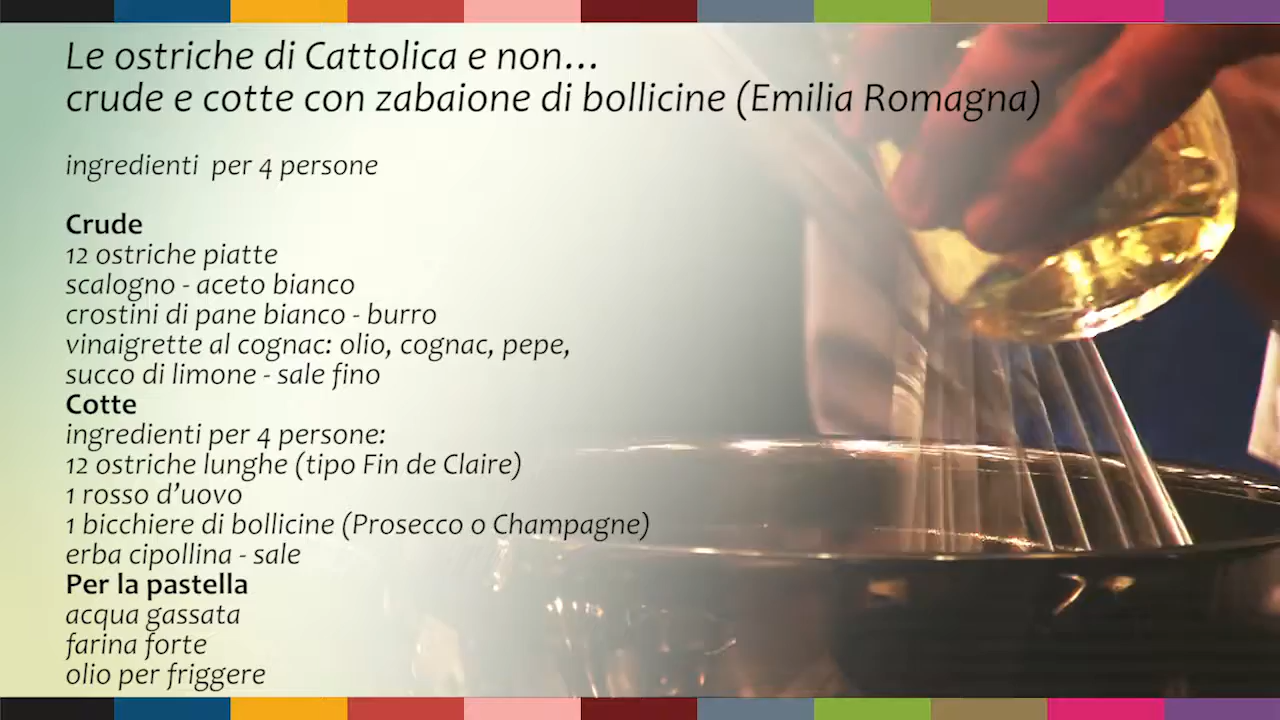 Le ostriche di Cattolica e non...
crude e cotte con zabaione di bollicine (Emilia Romagna)
ingredienti per 4 persone
Crude
12 ostriche piatte
scalogno - aceto bianco
crostini di pane bianco - burro
vinaigrette al cognac: olio, cognac, pepe,
succo di limone - sale fino
Cotte
ingredienti per 4 persone:
12 ostriche lunghe (tipo Fin de Claire)
1 rosso d’uovo
1 bicchiere di bollicine (Prosecco o Champagne)
erba cipollina - sale
Per la pastella
acqua gassata
farina forte
olio per friggere